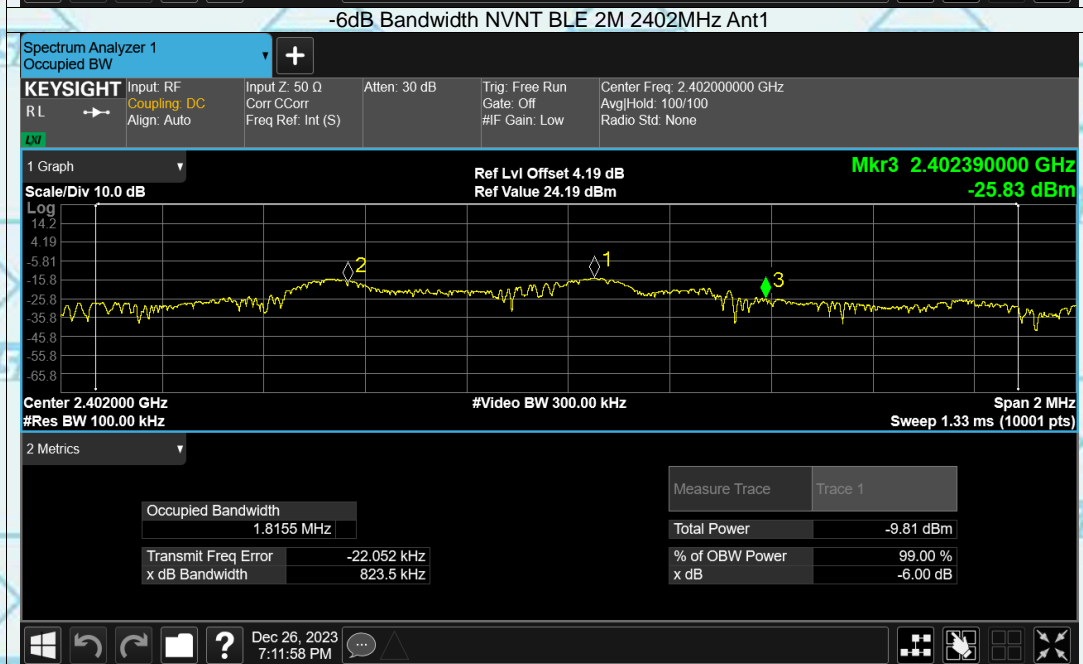 -6dB Bandwidth NVNT BLE 2M 2402MHz Ant1
Spectrum Analyzer 1
Occupied BW
+
KEYSIGHT Input: RF Input Z: 50 Ω Atten: 30 dB Trig: Free Run Center Freq: 2.402000000 GHz
RL Coupling: DC Corr CCorr Gate: Off Avg|Hold: 100/100
Align: Auto Freq Ref: Int (S) #IF Gain: Low Radio Std: None
LXI
1 Graph Ref Lvl Offset 4.19 dB Mkr3 2.402390000 GHz
Scale/Div 10.0 dB Ref Value 24.19 dBm -25.83 dBm
Log
14.2
4.19
-5.81
-15.8
-25.8
-35.8
-45.8
-55.8
-65.8
2
1
3
Center 2.402000 GHz #Video BW 300.00 kHz Span 2 MHz
#Res BW 100.00 kHz Sweep 1.33 ms (10001 pts)
2 Metrics
Measure Trace Trace 1
Occupied Bandwidth
1.8155 MHz Total Power -9.81 dBm
Transmit Freq Error -22.052 kHz % of OBW Power 99.00 %
x dB Bandwidth 823.5 kHz x dB -6.00 dB
? Dec 26, 2023
7:11:58 PM